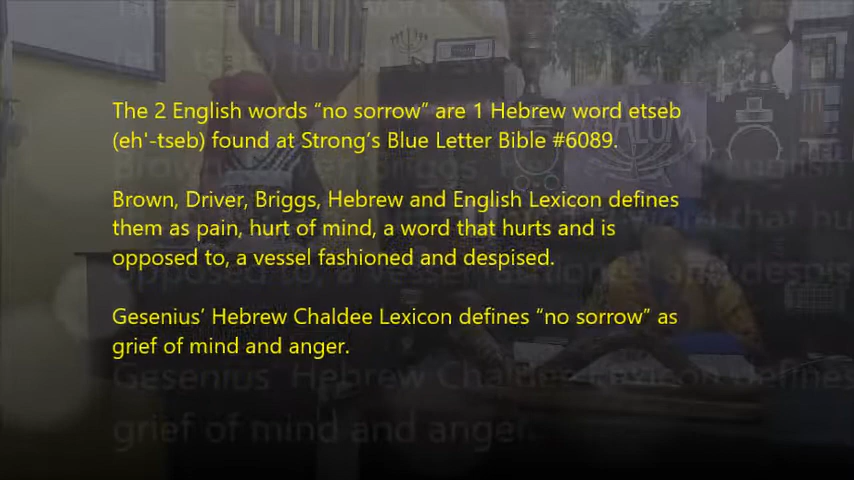 The 2 English words “no sorrow” are 1 Hebrew word etseb
(eh'-tseb) found at Strong’s Blue Letter Bible #6089.
Brown, Driver, Briggs, Hebrew and English Lexicon defines
them as pain, hurt of mind, a word that hurts and is
opposed to, a vessel fashioned and despised.
Gesenius’ Hebrew Chaldee Lexicon defines “no sorrow” as
grief of mind and anger.